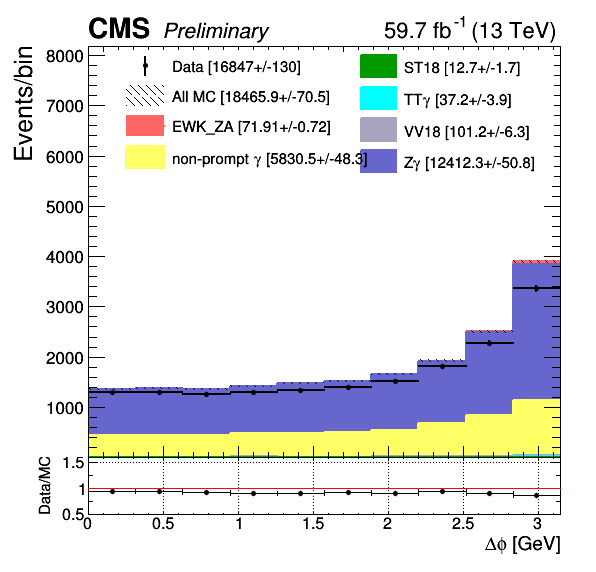 CMS Preliminary 59.7 fb⁻¹ (13 TeV)
Events/bin
8000
7000
6000
5000
4000
3000
2000
1000
Data [16847+/-130]
All MC [18465.9+/-70.5]
EWK_ZA [71.91+/-0.72]
non-prompt γ [5830.5+/-48.3]
ST18 [12.7+/-1.7]
TTγ [37.2+/-3.9]
VV18 [101.2+/-6.3]
Zγ [12412.3+/-50.8]
Data/MC
1.5
1
0.5
0 0.5 1 1.5 2 2.5 3
Δϕ [GeV]